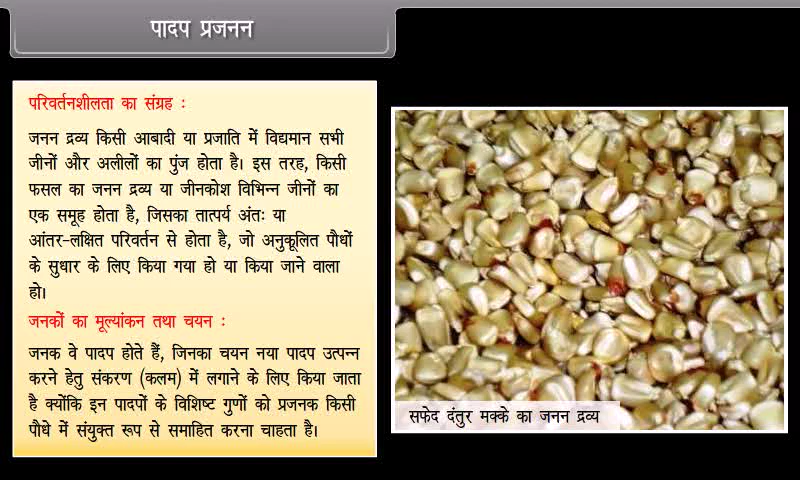 पादप प्रजनन
परिवर्तनशीलता का संग्रह :
जनन द्रव्य किसी आबादी या प्रजाति में विद्यमान सभी
जीनों और अलीलों का पुंज होता है। इस तरह, किसी
फसल का जनन द्रव्य या जीनकोश विभिन्न जीनों का
एक समूह होता है, जिसका तात्पर्य अंतः या
आंतर-लक्षित परिवर्तन से होता है, जो अनुकूलित पौधों
के सुधार के लिए किया गया हो या किया जाने वाला
हो।
जनकों का मूल्यांकन तथा चयन :
जनक वे पादप होते हैं, जिनका चयन नया पादप उत्पन्न
करने हेतु संकरण (कलम) में लगाने के लिए किया जाता
है क्योंकि इन पादपों के विशिष्ट गुणों को प्रजनक किसी
पौधे में संयुक्त रूप से समाहित करना चाहता है।
सफेद दंतुर मक्के का जनन द्रव्य